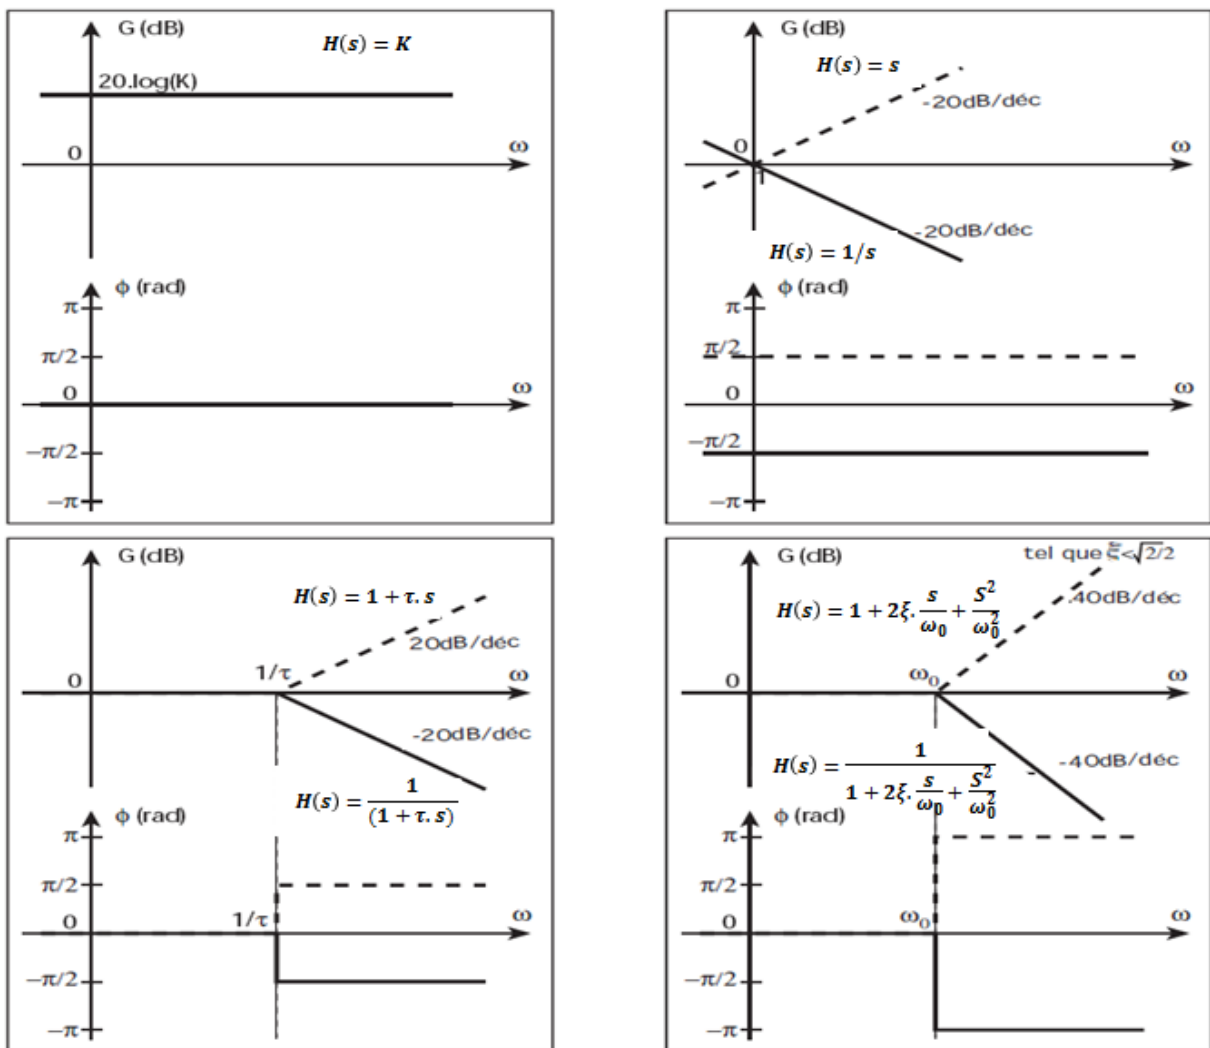 G (dB)
H(s) = K
20.log(K)
0
ω
ϕ (rad)
π
π/2
0
ω
−π/2
−π
G (dB)
H(s) = s
-20dB/déc
0
ω
1
-20dB/déc
H(s) = 1/s
ϕ (rad)
π
π/2
0
ω
−π/2
−π
G (dB)
H(s) = 1 + τ. s
20dB/déc
1/τ
0
ω
-20dB/déc
H(s) = 1/(1 + τ. s)
ϕ (rad)
π
π/2
0
1/τ
ω
−π/2
−π
tel que ξ<√2/2
G (dB)
H(s) = 1 + 2ξ. s/ω₀ + S²/ω₀²
.40dB/déc
ω₀
0
ω
H(s) = 1/(1 + 2ξ. s/ω₀ + S²/ω₀²)
-40dB/déc
ϕ (rad)
π
π/2
0
ω₀
ω
−π/2
−π